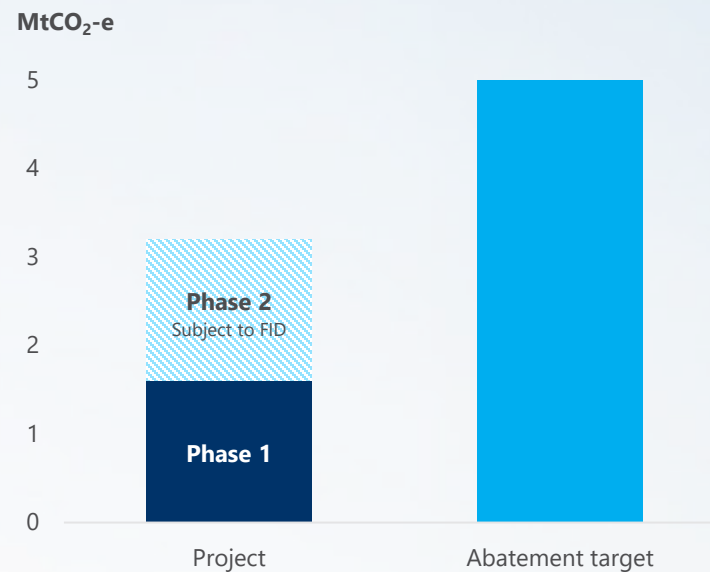 MtCO₂-e
5
4
3
2
1
0
Phase 2
Subject to FID
Phase 1
Project
Abatement target